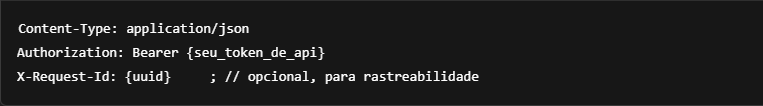 Content-Type: application/json
Authorization: Bearer {seu_token_de_api}
X-Request-Id: {uuid}     ; // opcional, para rastreabilidade